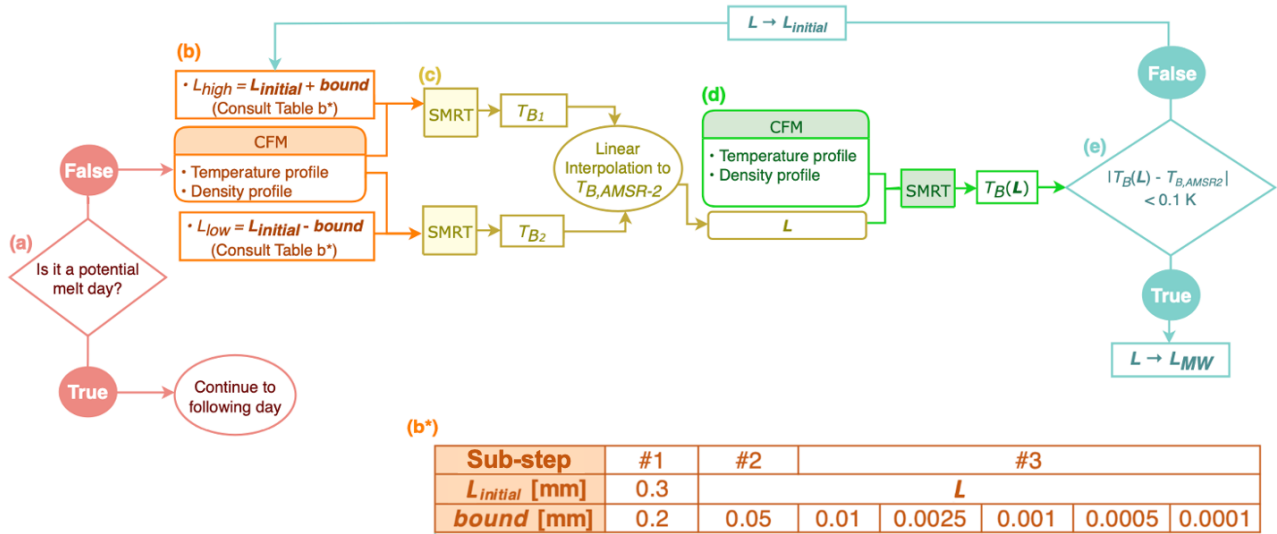 L → L_initial
(b)
• L_high = L_initial + bound
(Consult Table b*)
CFM
• Temperature profile
• Density profile
• L_low = L_initial - bound
(Consult Table b*)
(a)
False
Is it a potential
melt day?
True
Continue to
following day
(c)
SMRT
T_B1
SMRT
T_B2
Linear
Interpolation to
T_B,AMSR-2
(d)
CFM
• Temperature profile
• Density profile
L
SMRT
T_B(L)
(e)
False
|T_B(L) - T_B,AMSR2|
< 0.1 K
True
L → L_MW
(b*)
Sub-step #1 #2 #3
L_initial [mm] 0.3 L
bound [mm] 0.2 0.05 0.01 0.0025 0.001 0.0005 0.0001